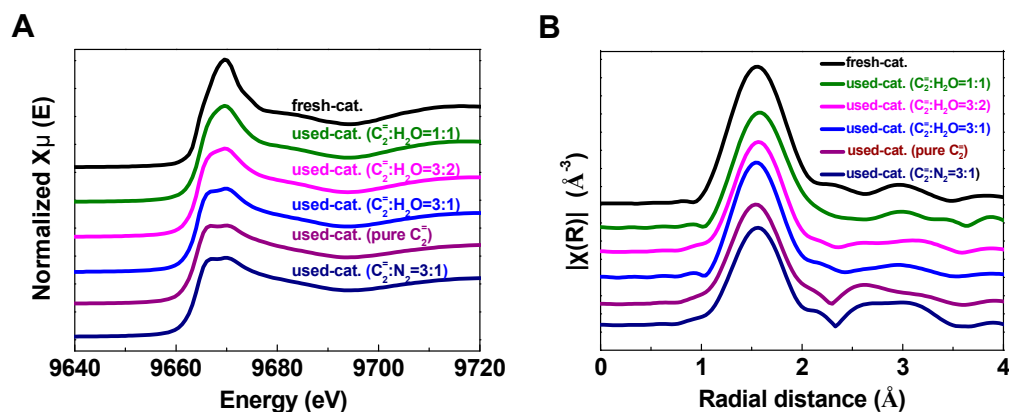 A
Normalized Xμ (E)
fresh-cat.
used-cat. (C₂⁼:H₂O=1:1)
used-cat. (C₂⁼:H₂O=3:2)
used-cat. (C₂⁼:H₂O=3:1)
used-cat. (pure C₂⁼)
used-cat. (C₂⁼:N₂=3:1)
9640 9660 9680 9700 9720
Energy (eV)
B
|χ(R)| (Å⁻³)
fresh-cat.
used-cat. (C₂⁼:H₂O=1:1)
used-cat. (C₂⁼:H₂O=3:2)
used-cat. (C₂⁼:H₂O=3:1)
used-cat. (pure C₂⁼)
used-cat. (C₂⁼:N₂=3:1)
0 1 2 3 4
Radial distance (Å)